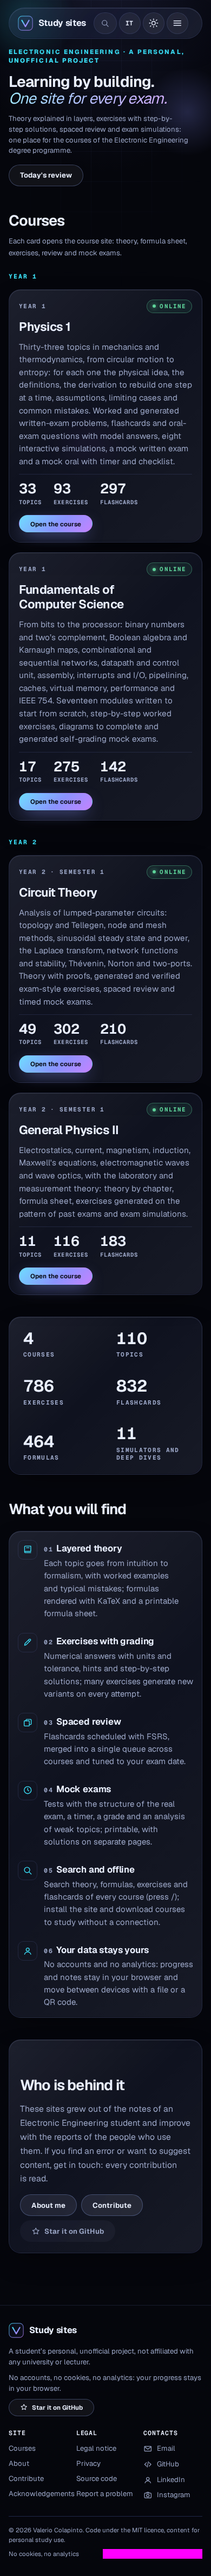 Study sites
IT
ELECTRONIC ENGINEERING · A PERSONAL,
UNOFFICIAL PROJECT
Learning by building.
One site for every exam.
Theory explained in layers, exercises with step-by-
step solutions, spaced review and exam simulations:
one place for the courses of the Electronic Engineering
degree programme.
Today's review
Courses
Each card opens the course site: theory, formula sheet,
exercises, review and mock exams.
YEAR 1
YEAR 1
ONLINE
Physics 1
Thirty-three topics in mechanics and
thermodynamics, from circular motion to
entropy: for each one the physical idea, the
definitions, the derivation to rebuild one step
at a time, assumptions, limiting cases and
common mistakes. Worked and generated
written-exam problems, flashcards and oral-
exam questions with model answers, eight
interactive simulations, a mock written exam
and a mock oral with timer and checklist.
33 93 297
TOPICS EXERCISES FLASHCARDS
Open the course
YEAR 1
ONLINE
Fundamentals of
Computer Science
From bits to the processor: binary numbers
and two's complement, Boolean algebra and
Karnaugh maps, combinational and
sequential networks, datapath and control
unit, assembly, interrupts and I/O, pipelining,
caches, virtual memory, performance and
IEEE 754. Seventeen modules written to
start from scratch, step-by-step worked
exercises, diagrams to complete and
generated self-grading mock exams.
17 275 142
TOPICS EXERCISES FLASHCARDS
Open the course
YEAR 2
YEAR 2 · SEMESTER 1
ONLINE
Circuit Theory
Analysis of lumped-parameter circuits:
topology and Tellegen, node and mesh
methods, sinusoidal steady state and power,
the Laplace transform, network functions
and stability, Thévenin, Norton and two-ports.
Theory with proofs, generated and verified
exam-style exercises, spaced review and
timed mock exams.
49 302 210
TOPICS EXERCISES FLASHCARDS
Open the course
YEAR 2 · SEMESTER 1
ONLINE
General Physics II
Electrostatics, current, magnetism, induction,
Maxwell's equations, electromagnetic waves
and wave optics, with the laboratory and
measurement theory: theory by chapter,
formula sheet, exercises generated on the
pattern of past exams and exam simulations.
11 116 183
TOPICS EXERCISES FLASHCARDS
Open the course
4 110
COURSES TOPICS
786 832
EXERCISES FLASHCARDS
464 11
FORMULAS SIMULATORS AND
DEEP DIVES
What you will find
01 Layered theory
Each topic goes from intuition to
formalism, with worked examples
and typical mistakes; formulas
rendered with KaTeX and a printable
formula sheet.
02 Exercises with grading
Numerical answers with units and
tolerance, hints and step-by-step
solutions; many exercises generate new
variants on every attempt.
03 Spaced review
Flashcards scheduled with FSRS,
merged into a single queue across
courses and tuned to your exam date.
04 Mock exams
Tests with the structure of the real
exam, a timer, a grade and an analysis
of weak topics; printable, with
solutions on separate pages.
05 Search and offline
Search theory, formulas, exercises and
flashcards of every course (press /);
install the site and download courses
to study without a connection.
06 Your data stays yours
No accounts and no analytics: progress
and notes stay in your browser and
move between devices with a file or a
QR code.
Who is behind it
These sites grew out of the notes of an
Electronic Engineering student and improve
with the reports of the people who use
them. If you find an error or want to suggest
content, get in touch: every contribution
is read.
About me
Contribute
Star it on GitHub
Study sites
A student's personal, unofficial project, not affiliated with
any university or lecturer.
No accounts, no cookies, no analytics: your progress stays
in your browser.
Star it on GitHub
SITE LEGAL CONTACTS
Courses Legal notice Email
About Privacy GitHub
Contribute Source code LinkedIn
Acknowledgements Report a problem Instagram
© 2026 Valerio Colapinto. Code under the MIT licence, content for
personal study use.
No cookies, no analytics